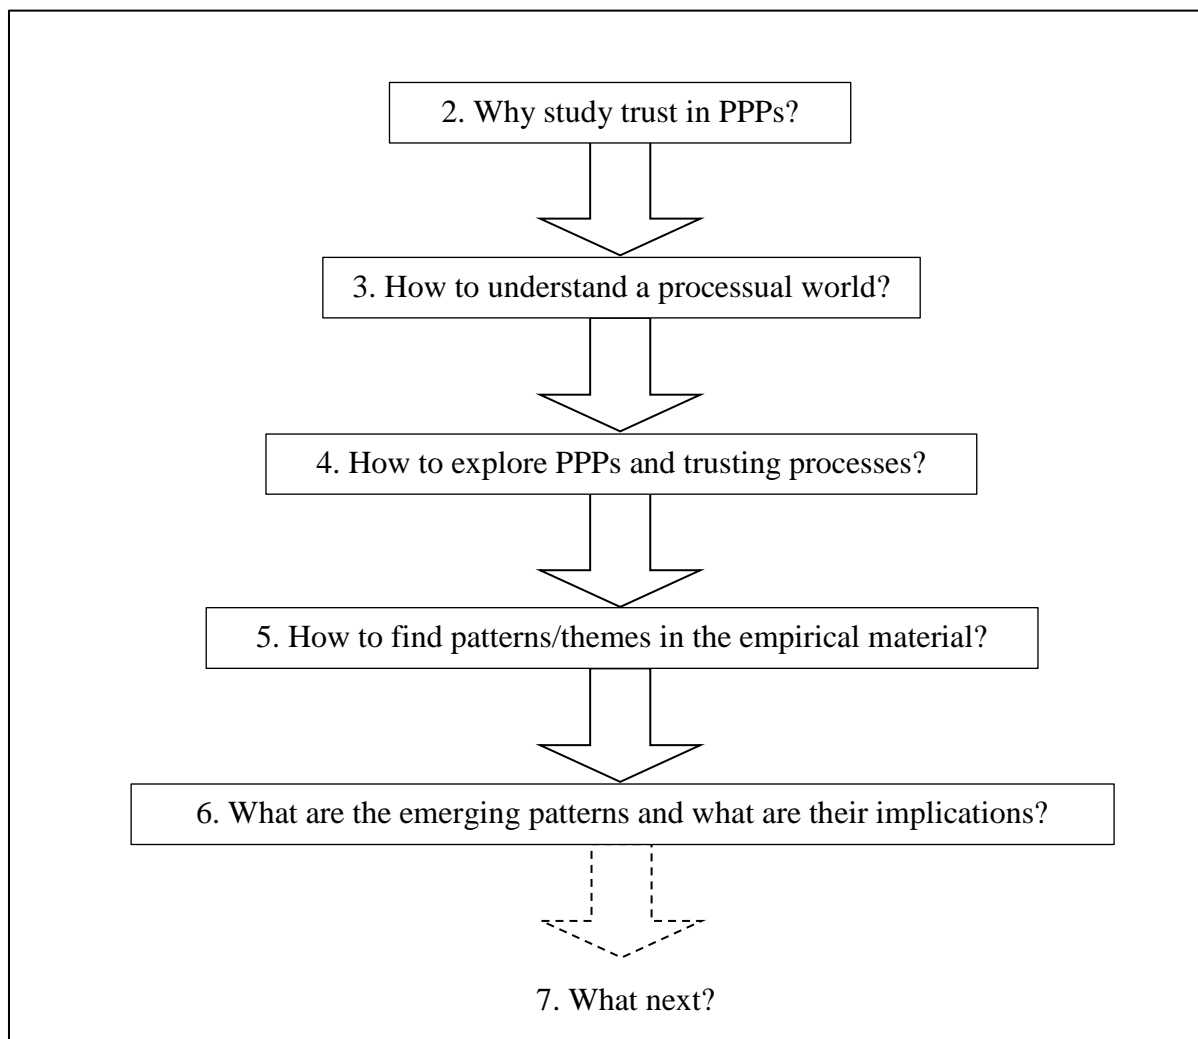 2. Why study trust in PPPs?
3. How to understand a processual world?
4. How to explore PPPs and trusting processes?
5. How to find patterns/themes in the empirical material?
6. What are the emerging patterns and what are their implications?
7. What next?